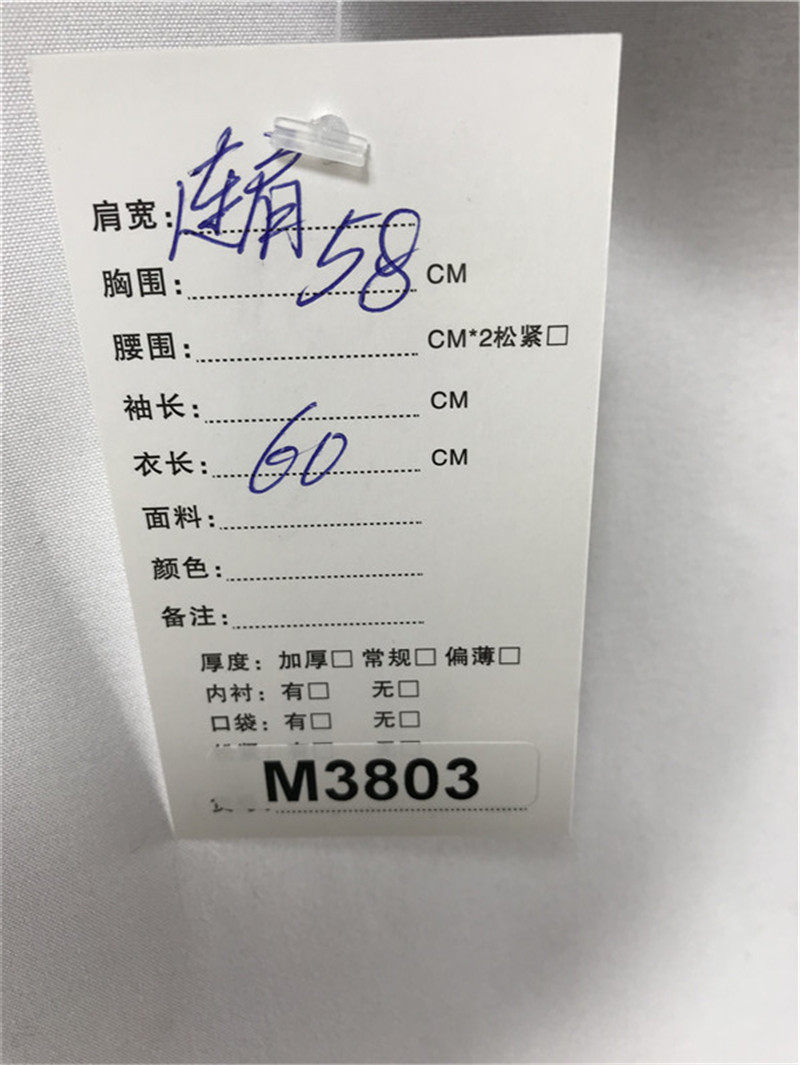 肩宽: 连肩
胸围: 58 CM
腰围: CM*2松紧□
袖长: CM
衣长: 60 CM
面料:
颜色:
备注:
厚度: 加厚□ 常规□ 偏薄□
内衬: 有□ 无□
口袋: 有□ 无□
M3803